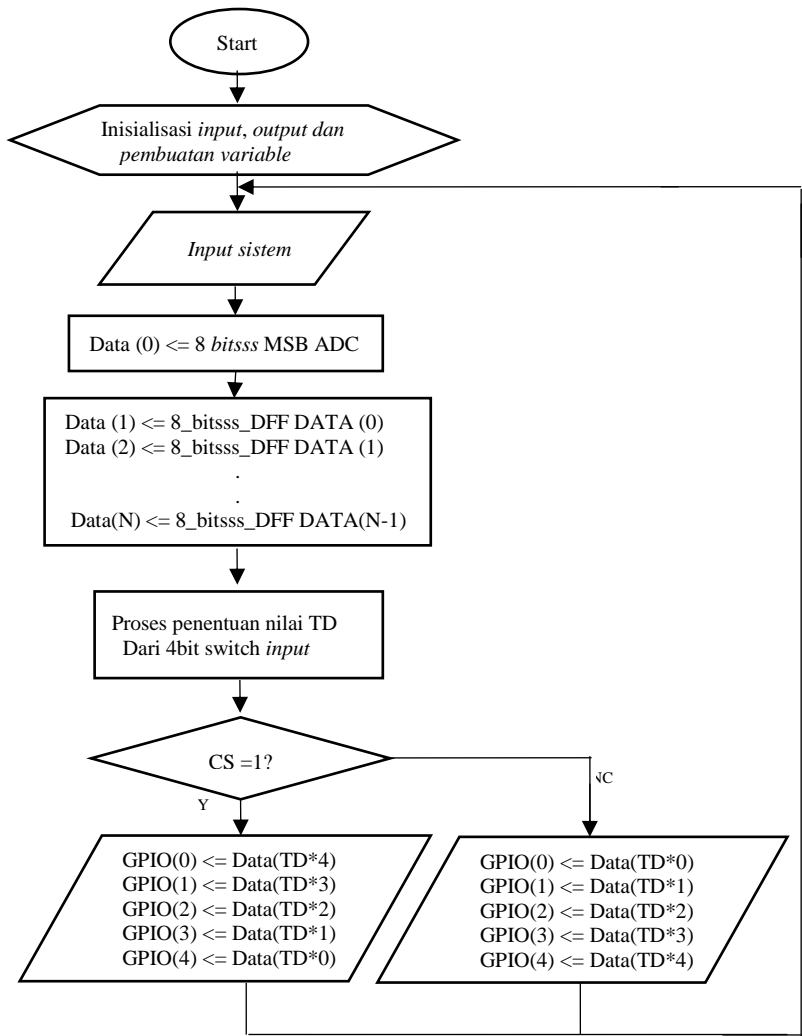 Start
Inisialisasi input, output dan
pembuatan variable
Input sistem
Data (0) <= 8 bitsss MSB ADC
Data (1) <= 8_bitsss_DFF DATA (0)
Data (2) <= 8_bitsss_DFF DATA (1)
.
.
Data(N) <= 8_bitsss_DFF DATA(N-1)
Proses penentuan nilai TD
Dari 4bit switch input
CS =1?
Y
GPIO(0) <= Data(TD*4)
GPIO(1) <= Data(TD*3)
GPIO(2) <= Data(TD*2)
GPIO(3) <= Data(TD*1)
GPIO(4) <= Data(TD*0)
GPIO(0) <= Data(TD*0)
GPIO(1) <= Data(TD*1)
GPIO(2) <= Data(TD*2)
GPIO(3) <= Data(TD*3)
GPIO(4) <= Data(TD*4)